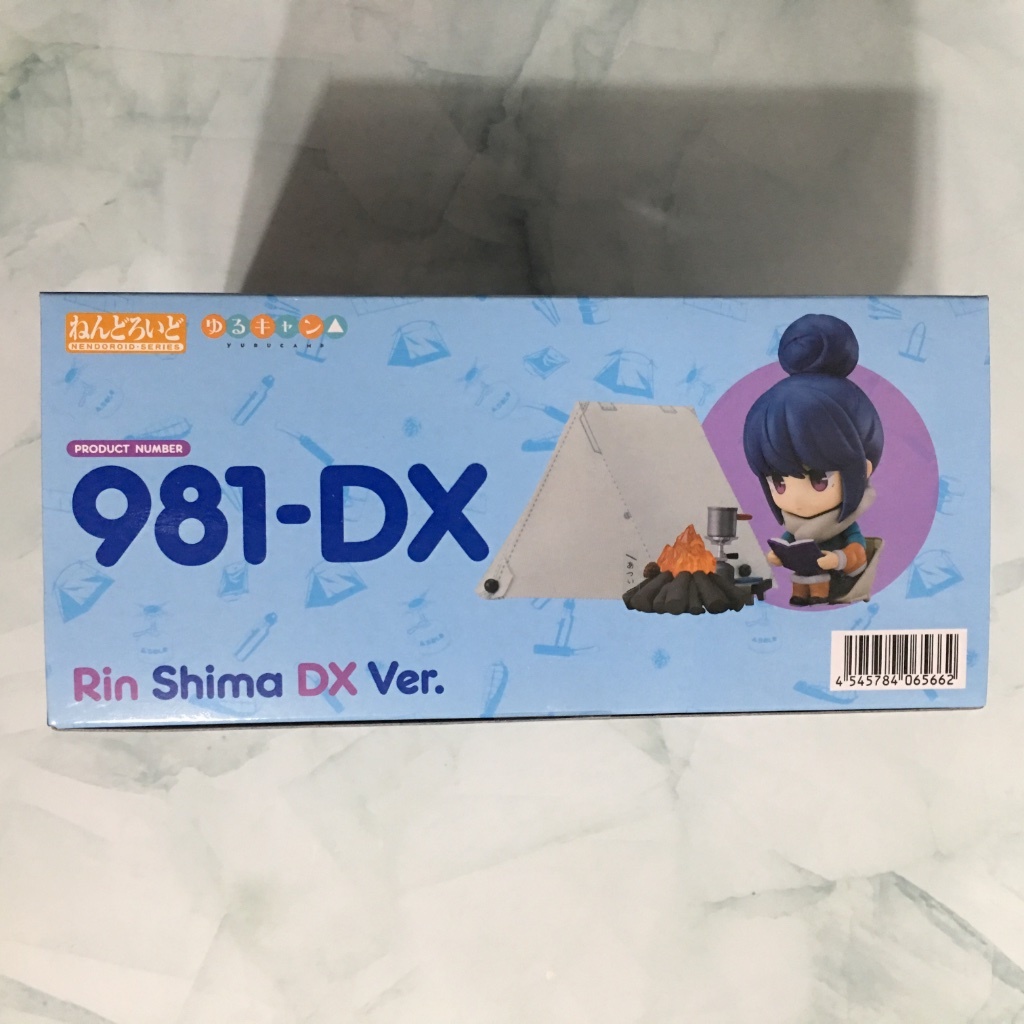 ねんどろいど
NENDOROID-SERIES
ゆるキャン△
YURUCAMP
PRODUCT NUMBER
981-DX
Rin Shima DX Ver.
4 545784 065662